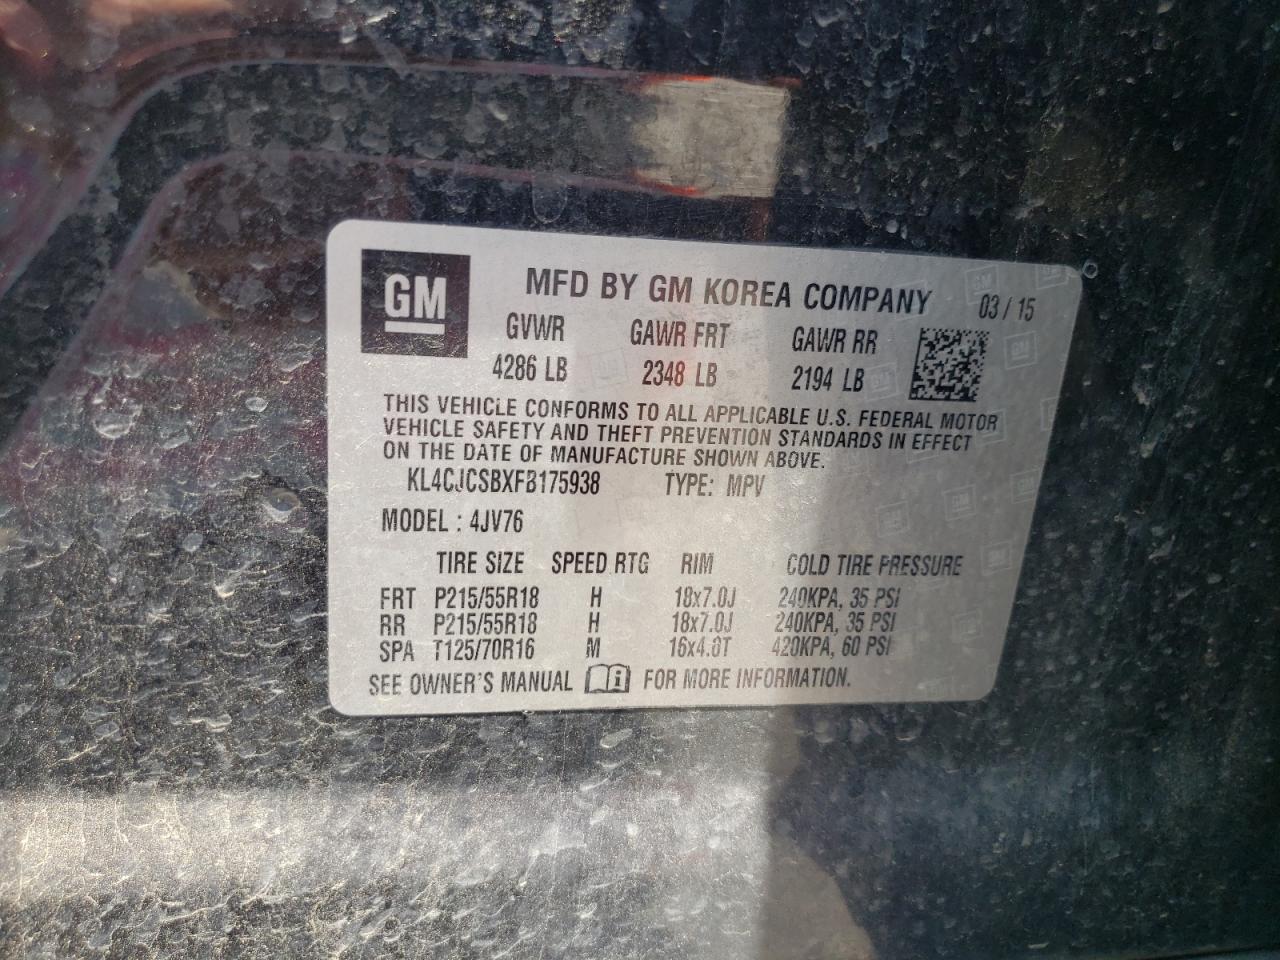 GM
MFD BY GM KOREA COMPANY 03 / 15
GVWR GAWR FRT GAWR RR
4286 LB 2348 LB 2194 LB
THIS VEHICLE CONFORMS TO ALL APPLICABLE U.S. FEDERAL MOTOR
VEHICLE SAFETY AND THEFT PREVENTION STANDARDS IN EFFECT
ON THE DATE OF MANUFACTURE SHOWN ABOVE.
KL4CJCSBXFB175938 TYPE: MPV
MODEL : 4JV76
TIRE SIZE SPEED RTG RIM COLD TIRE PRESSURE
FRT P215/55R18 H 18x7.0J 240KPA, 35 PSI
RR P215/55R18 H 18x7.0J 240KPA, 35 PSI
SPA T125/70R16 M 16x4.0T 420KPA, 60 PSI
SEE OWNER'S MANUAL FOR MORE INFORMATION.